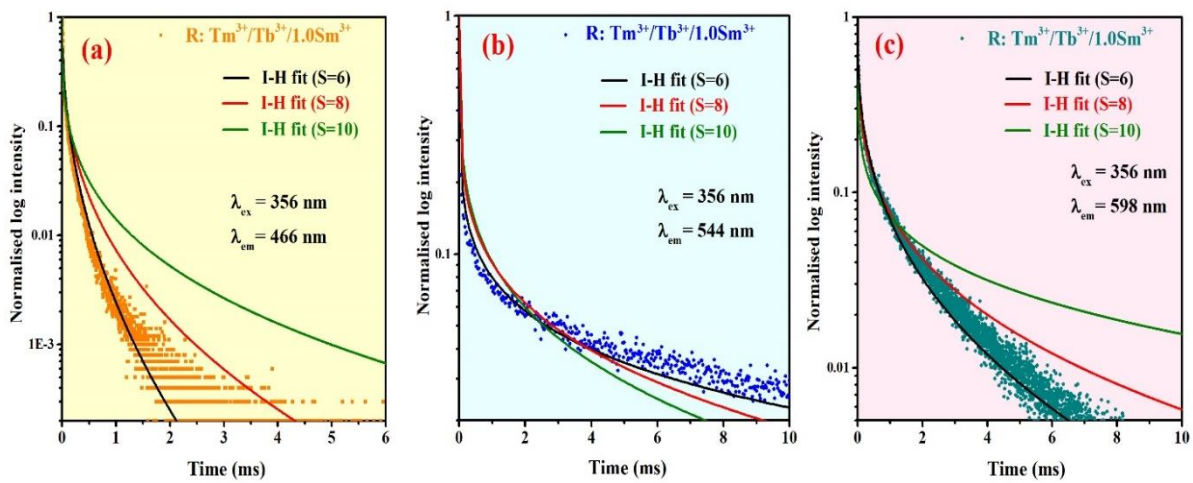 (a)
R: Tm³⁺/Tb³⁺/1.0Sm³⁺
I-H fit (S=6)
I-H fit (S=8)
I-H fit (S=10)
λex = 356 nm
λem = 466 nm
Normalised log intensity
1
0.1
0.01
1E-3
0 1 2 3 4 5 6
Time (ms)
(b)
R: Tm³⁺/Tb³⁺/1.0Sm³⁺
I-H fit (S=6)
I-H fit (S=8)
I-H fit (S=10)
λex = 356 nm
λem = 544 nm
Normalised log intensity
1
0.1
0 2 4 6 8 10
Time (ms)
(c)
R: Tm³⁺/Tb³⁺/1.0Sm³⁺
I-H fit (S=6)
I-H fit (S=8)
I-H fit (S=10)
λex = 356 nm
λem = 598 nm
Normalised log intensity
1
0.1
0.01
0 2 4 6 8 10
Time (ms)